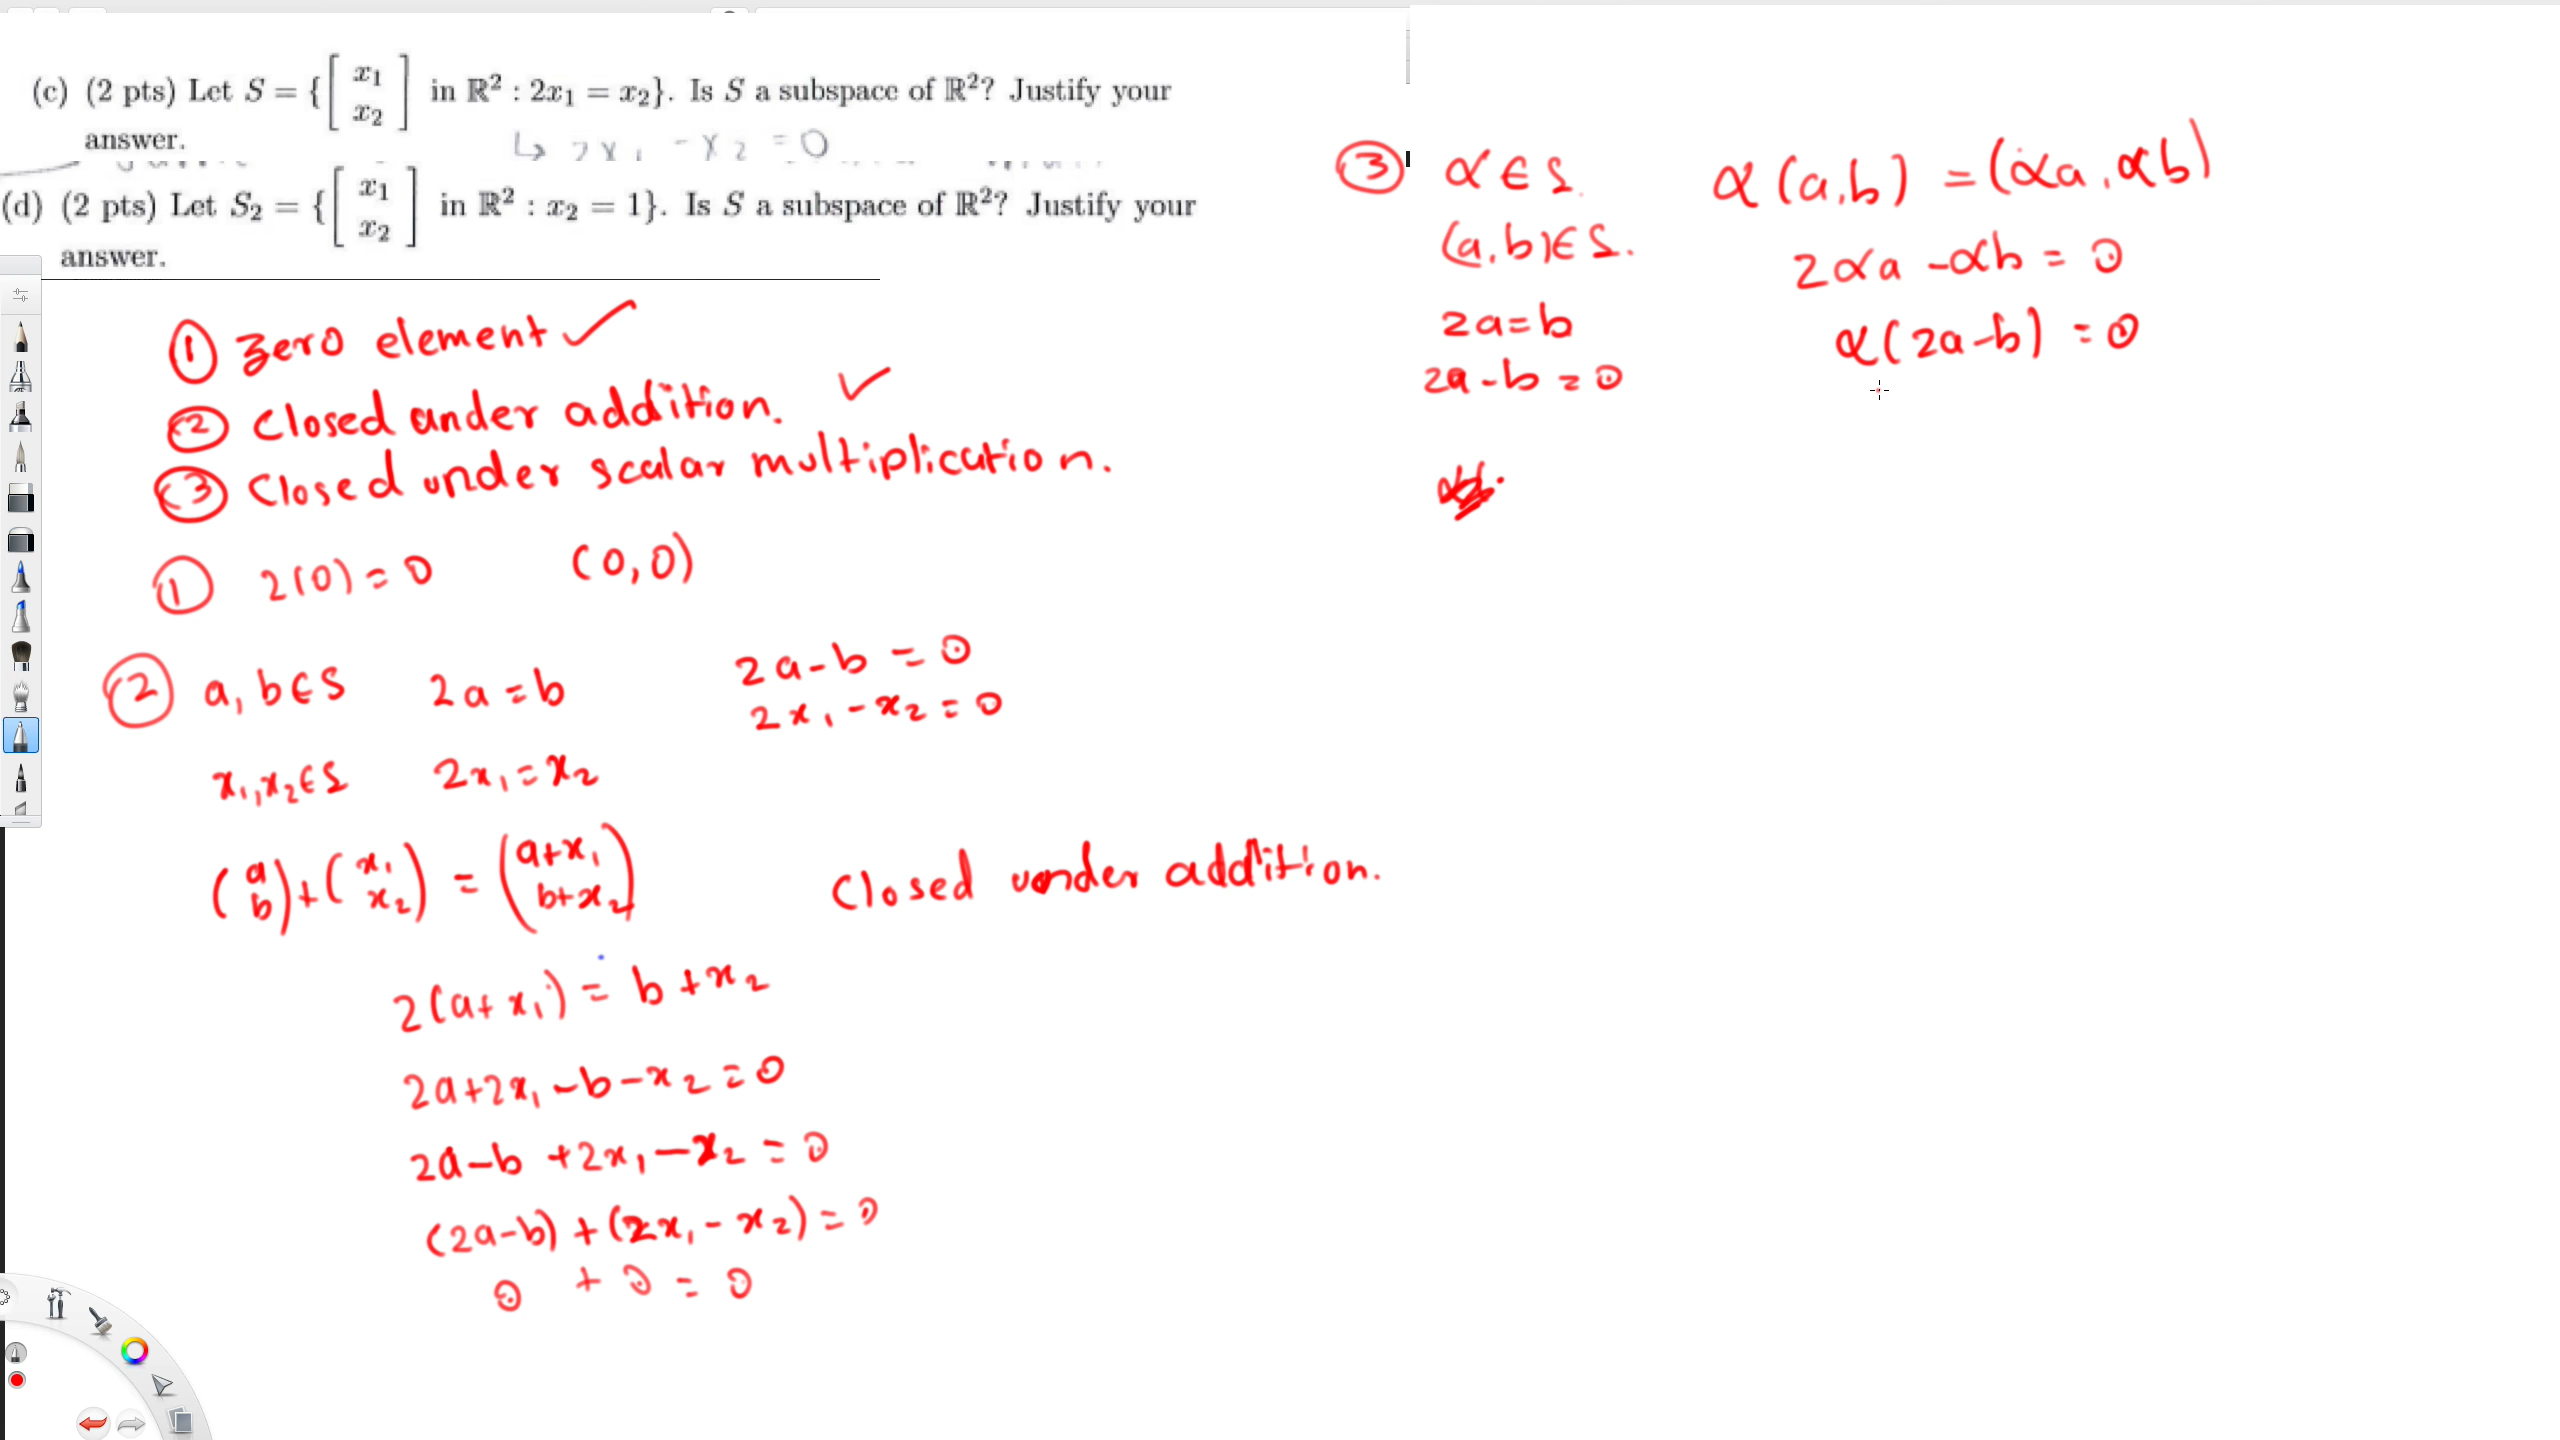 (c) (2 pts) Let S = {[ x₁ x₂ ] in ℝ² : 2x₁ = x₂}. Is S a subspace of ℝ²? Justify your
answer.
↳ 2x₁ - x₂ = 0
(d) (2 pts) Let S₂ = {[ x₁ x₂ ] in ℝ² : x₂ = 1}. Is S a subspace of ℝ²? Justify your
answer.
① Zero element ✓
② Closed under addition. ✓
③ Closed under scalar multiplication.
① 2(0) = 0 (0,0)
② a, b ∈ S 2a = b 2a - b = 0
2x₁ - x₂ = 0
x₁, x₂ ∈ S 2x₁ = x₂
(a b) + (x₁ x₂) = (a+x₁ b+x₂) Closed under addition.
2(a+x₁) = b + x₂
2a + 2x₁ - b - x₂ = 0
2a - b + 2x₁ - x₂ = 0
(2a - b) + (2x₁ - x₂) = 0
0 + 0 = 0
③ α ∈ S. α(a,b) = (αa, αb)
(a,b) ∈ S. 2αa - αb = 0
2a = b α(2a - b) = 0
2a - b = 0